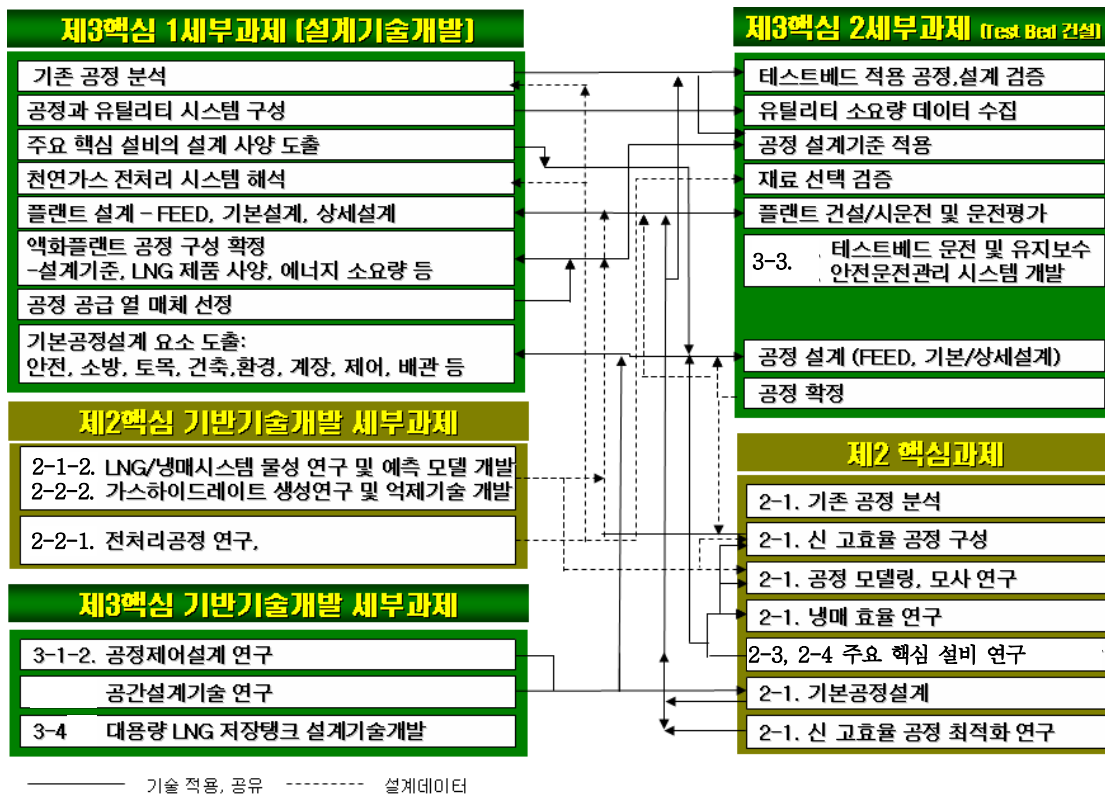 제3핵심 1세부과제 (설계기술개발)
기존 공정 분석
공정과 유틸리티 시스템 구성
주요 핵심 설비의 설계 사양 도출
천연가스 전처리 시스템 해석
플랜트 설계 – FEED, 기본설계, 상세설계
액화플랜트 공정 구성 확정
-설계기준, LNG 제품 사양, 에너지 소요량 등
공정 공급 열 매체 선정
기본공정설계 요소 도출:
안전, 소방, 토목, 건축,환경, 계장, 제어, 배관 등
제2핵심 기반기술개발 세부과제
2-1-2. LNG/냉매시스템 물성 연구 및 예측 모델 개발
2-2-2. 가스하이드레이트 생성연구 및 억제기술 개발
2-2-1. 전처리공정 연구,
제3핵심 기반기술개발 세부과제
3-1-2. 공정제어설계 연구
공간설계기술 연구
3-4 대용량 LNG 저장탱크 설계기술개발
제3핵심 2세부과제 (Test Bed 건설)
테스트베드 적용 공정,설계 검증
유틸리티 소요량 데이터 수집
공정 설계기준 적용
재료 선택 검증
플랜트 건설/시운전 및 운전평가
3-3. 테스트베드 운전 및 유지보수
안전운전관리 시스템 개발
공정 설계 (FEED, 기본/상세설계)
공정 확정
제2 핵심과제
2-1. 기존 공정 분석
2-1. 신 고효율 공정 구성
2-1. 공정 모델링, 모사 연구
2-1. 냉매 효율 연구
2-3, 2-4 주요 핵심 설비 연구
2-1. 기본공정설계
2-1. 신 고효율 공정 최적화 연구
기술 적용, 공유
설계데이터